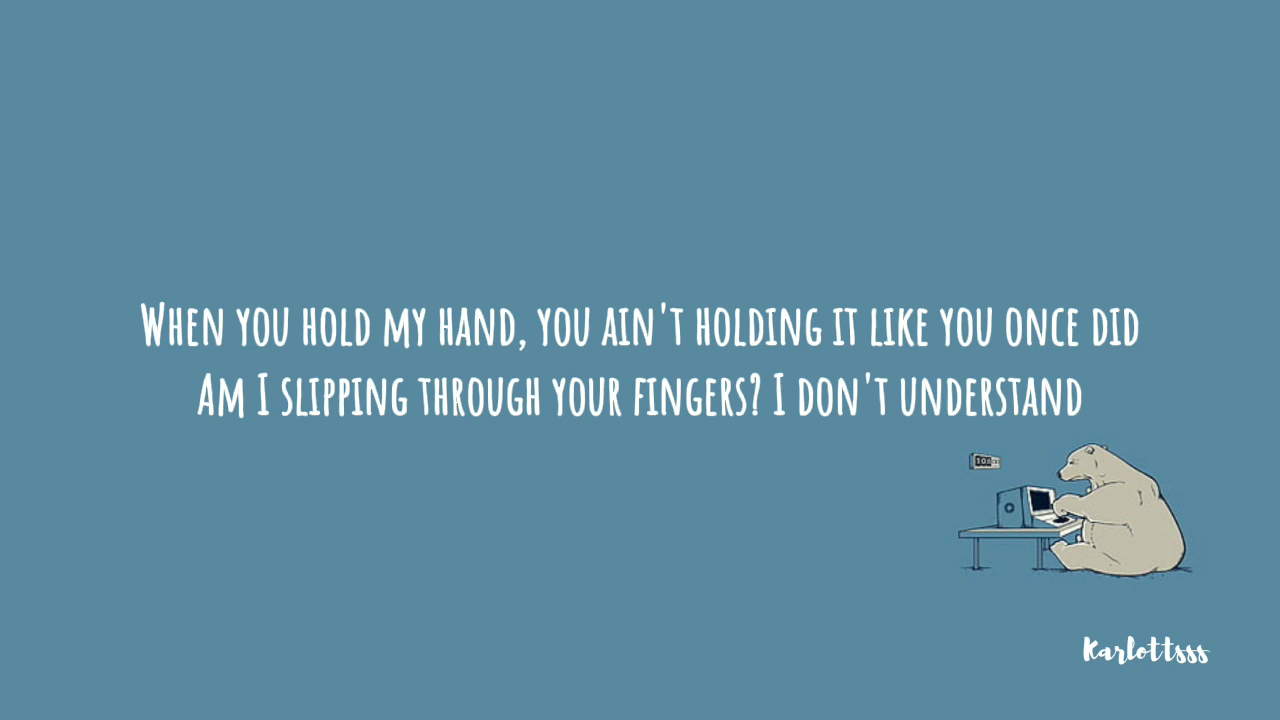 When you hold my hand, you ain't holding it like you once did
Am I slipping through your fingers? I don't understand
Karlottsss